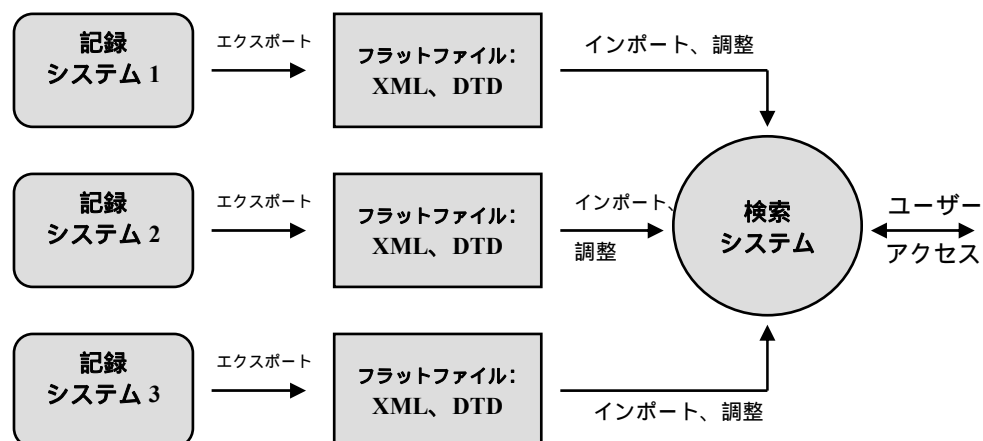 記録
システム 1
エクスポート
フラットファイル:
XML、DTD
インポート、調整
記録
システム 2
エクスポート
フラットファイル:
XML、DTD
インポート、
調整
検索
システム
ユーザー
アクセス
記録
システム 3
エクスポート
フラットファイル:
XML、DTD
インポート、調整